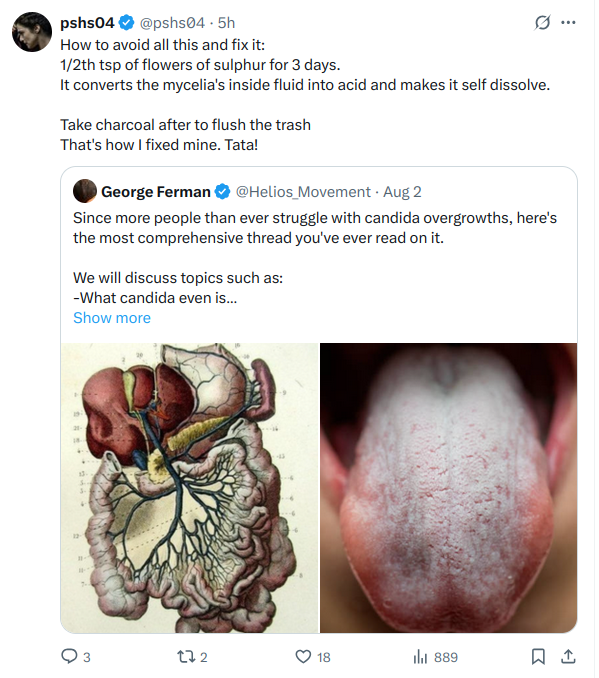 pshs04 @pshs04 · 5h
How to avoid all this and fix it:
1/2th tsp of flowers of sulphur for 3 days.
It converts the mycelia's inside fluid into acid and makes it self dissolve.
Take charcoal after to flush the trash
That's how I fixed mine. Tata!
George Ferman @Helios_Movement · Aug 2
Since more people than ever struggle with candida overgrowths, here's
the most comprehensive thread you've ever read on it.
We will discuss topics such as:
-What candida even is...
Show more
3 2 18 889